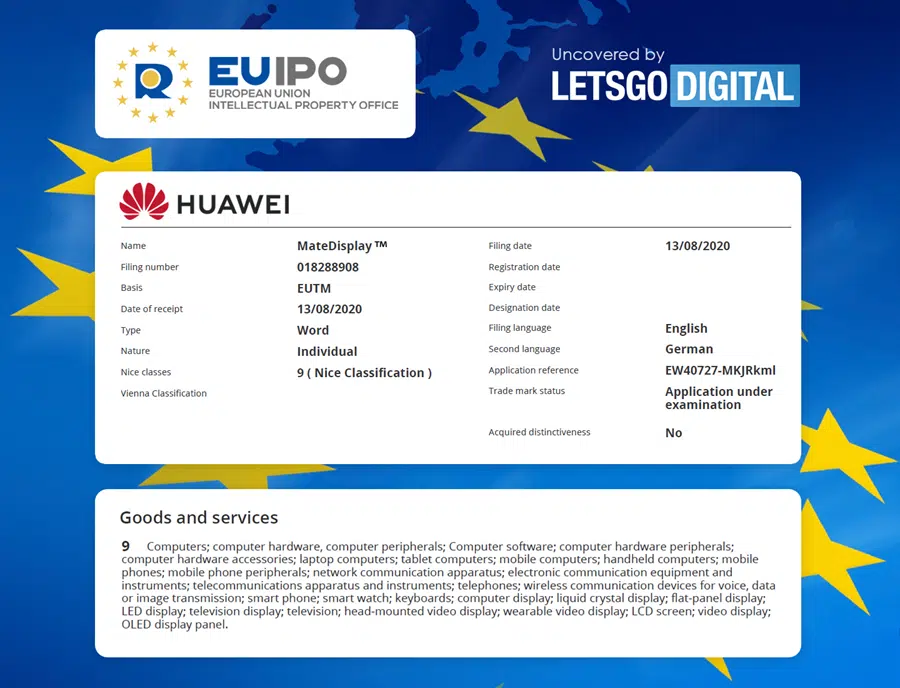 EUIPO
EUROPEAN UNION
INTELLECTUAL PROPERTY OFFICE
Uncovered by
LETSGO DIGITAL
HUAWEI
Name MateDisplay™
Filing number 018288908
Basis EUTM
Date of receipt 13/08/2020
Type Word
Nature Individual
Nice classes 9 ( Nice Classification )
Vienna Classification
Filing date 13/08/2020
Registration date
Expiry date
Designation date
Filing language English
Second language German
Application reference EW40727-MKJRkml
Trade mark status Application under
examination
Acquired distinctiveness No
Goods and services
9 Computers; computer hardware, computer peripherals; Computer software; computer hardware peripherals;
computer hardware accessories; laptop computers; tablet computers; mobile computers; handheld computers; mobile
phones; mobile phone peripherals; network communication apparatus; electronic communication equipment and
instruments; telecommunications apparatus and instruments; telephones; wireless communication devices for voice, data
or image transmission; smart phone; smart watch; keyboards; computer display; liquid crystal display; flat-panel display;
LED display; television display; television; head-mounted video display; wearable video display; LCD screen; video display;
OLED display panel.